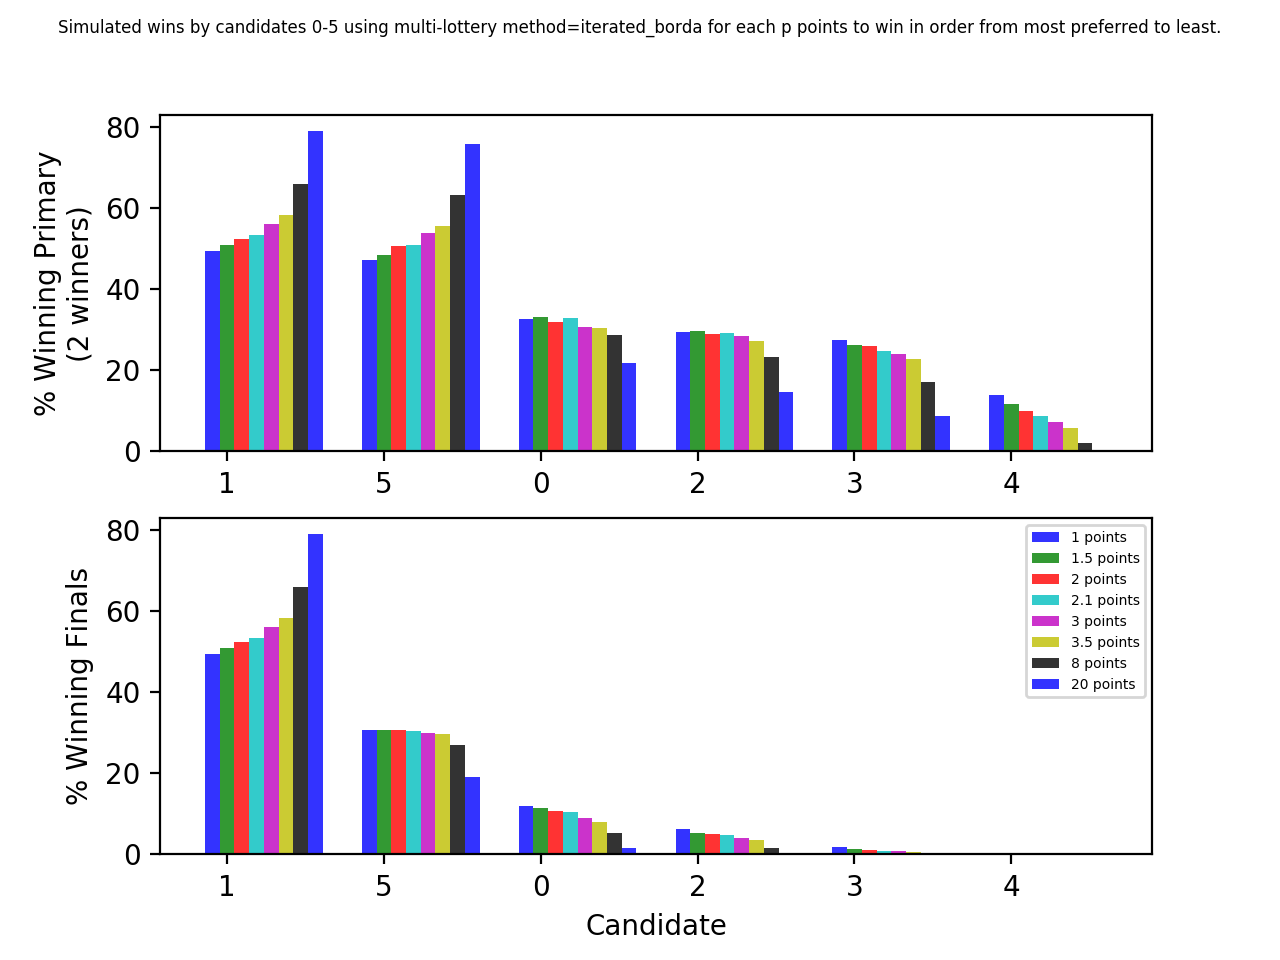 Simulated wins by candidates 0-5 using multi-lottery method=iterated_borda for each p points to win in order from most preferred to least.
% Winning Primary
(2 winners)
80
60
40
20
0
1 5 0 2 3 4
% Winning Finals
80
60
40
20
0
1 points
1.5 points
2 points
2.1 points
3 points
3.5 points
8 points
20 points
1 5 0 2 3 4
Candidate